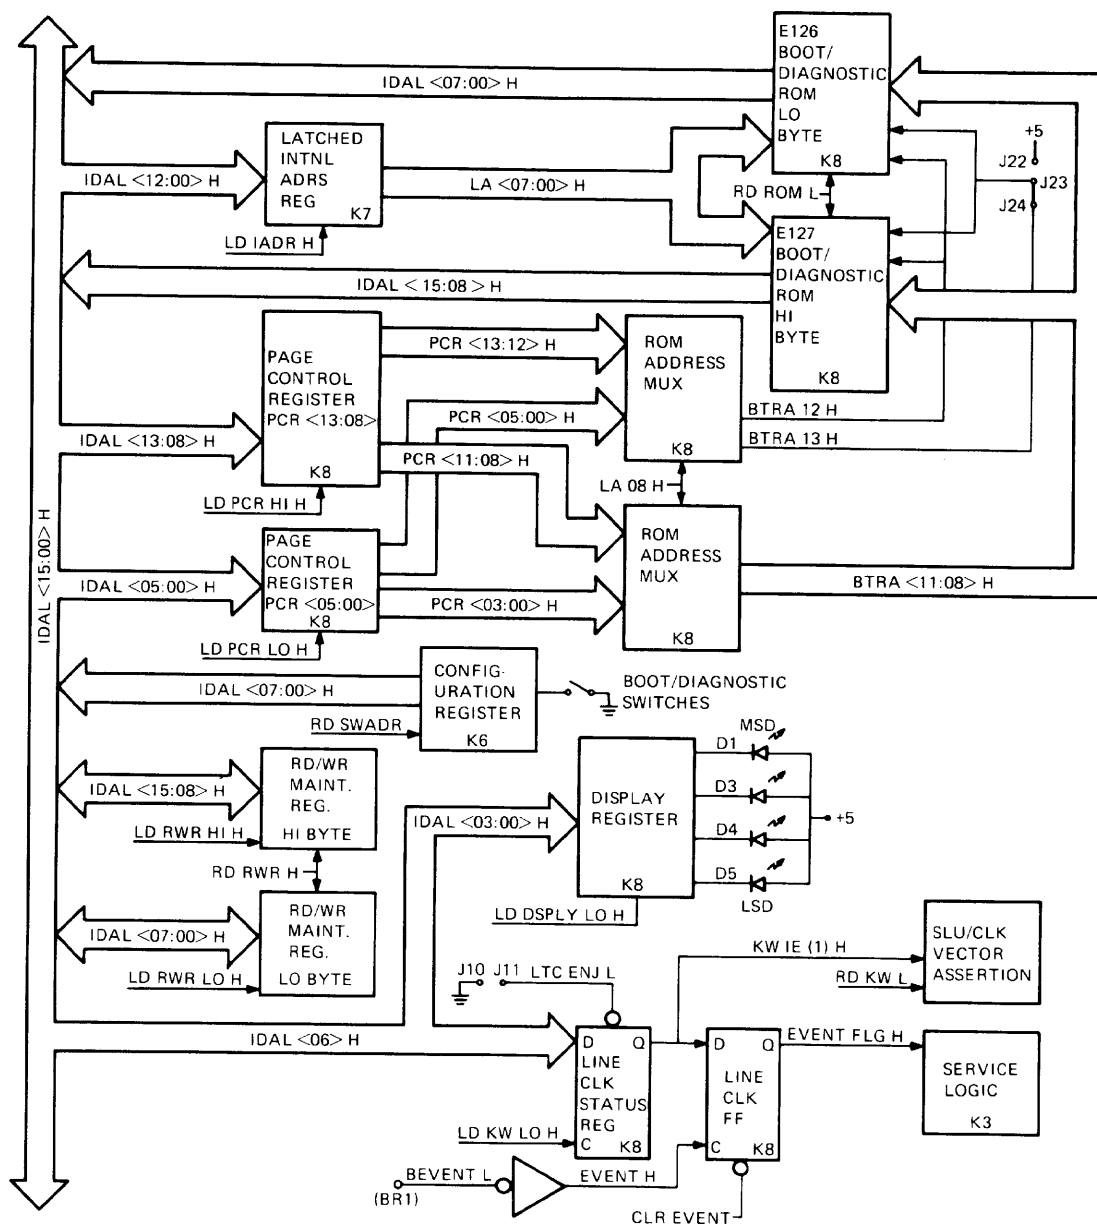 E126
BOOT/
DIAGNOSTIC
ROM
LO
BYTE
K8
IDAL <07:00> H
+5
J22
J23
J24
LATCHED
INTNL
ADRS
REG
K7
IDAL <12:00> H
LA <07:00> H
RD ROM L
LD IADR H
E127
BOOT/
DIAGNOSTIC
ROM
HI
BYTE
K8
IDAL <15:08> H
PAGE
CONTROL
REGISTER
PCR <13:08>
K8
PCR <13:12> H
ROM
ADDRESS
MUX
K8
PCR <05:00> H
BTRA 12 H
BTRA 13 H
IDAL <13:08> H
PCR <11:08> H
LD PCR HI H
LA 08 H
PAGE
CONTROL
REGISTER
PCR <05:00>
K8
ROM
ADDRESS
MUX
K8
IDAL <05:00> H
PCR <03:00> H
BTRA <11:08> H
LD PCR LO H
IDAL <15:00> H
IDAL <07:00> H
CONFIG-
URATION
REGISTER
K6
BOOT/DIAGNOSTIC
SWITCHES
RD SWADR
RD/WR
MAINT.
REG.
HI BYTE
IDAL <15:08> H
LD RWR HI H
RD RWR H
RD/WR
MAINT.
REG.
LO BYTE
IDAL <07:00> H
LD RWR LO H
IDAL <03:00> H
DISPLAY
REGISTER
K8
MSD
D1
D3
D4
D5
LSD
+5
LD DSPLY LO H
J10 J11 LTC ENJ L
KW IE (1) H
RD KW L
SLU/CLK
VECTOR
ASSERTION
IDAL <06> H
D Q
LINE
CLK
STATUS
REG
C K8
LD KW LO H
D Q
LINE
CLK
FF
C K8
EVENT FLG H
SERVICE
LOGIC
K3
BEVENT L
(BR1)
EVENT H
CLR EVENT